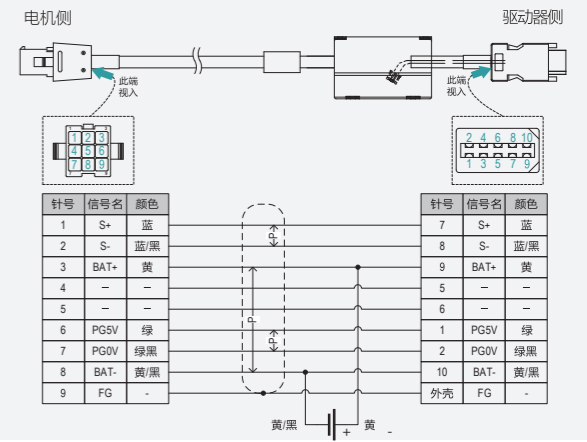 电机侧 驱动器侧
此端
视入
此端
视入
1 2 3
4 5 6
7 8 9
2 4 6 8 10
1 3 5 7 9
针号 信号名 颜色 针号 信号名 颜色
1 S+ 蓝 7 S+ 蓝
2 S- 蓝/黑 8 S- 蓝/黑
3 BAT+ 黄 9 BAT+ 黄
4 — — 5 — —
5 — — 6 — —
6 PG5V 绿 1 PG5V 绿
7 PG0V 绿黑 2 PG0V 绿黑
8 BAT- 黄/黑 10 BAT- 黄/黑
9 FG - 外壳 FG -
P
P
P
黄/黑 + 黄 -